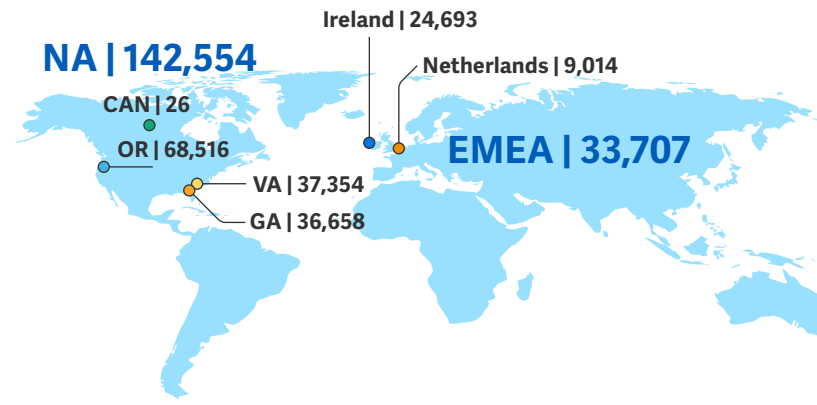 Ireland | 24,693
NA | 142,554
Netherlands | 9,014
CAN | 26
OR | 68,516
EMEA | 33,707
VA | 37,354
GA | 36,658